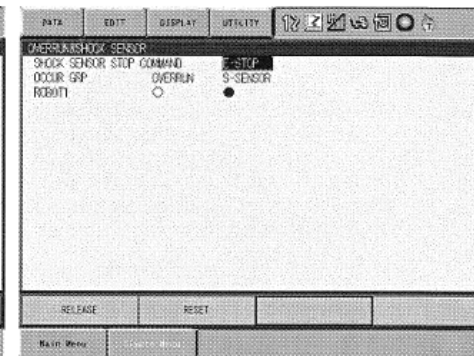 DATA EDIT DISPLAY UTILITY
OVERRUN&SHOCK SENSOR
SHOCK SENSOR STOP COMMAND E-STOP
OCCUR GRP OVERRUN S-SENSOR
ROBOT1
RELEASE RESET
Main Menu